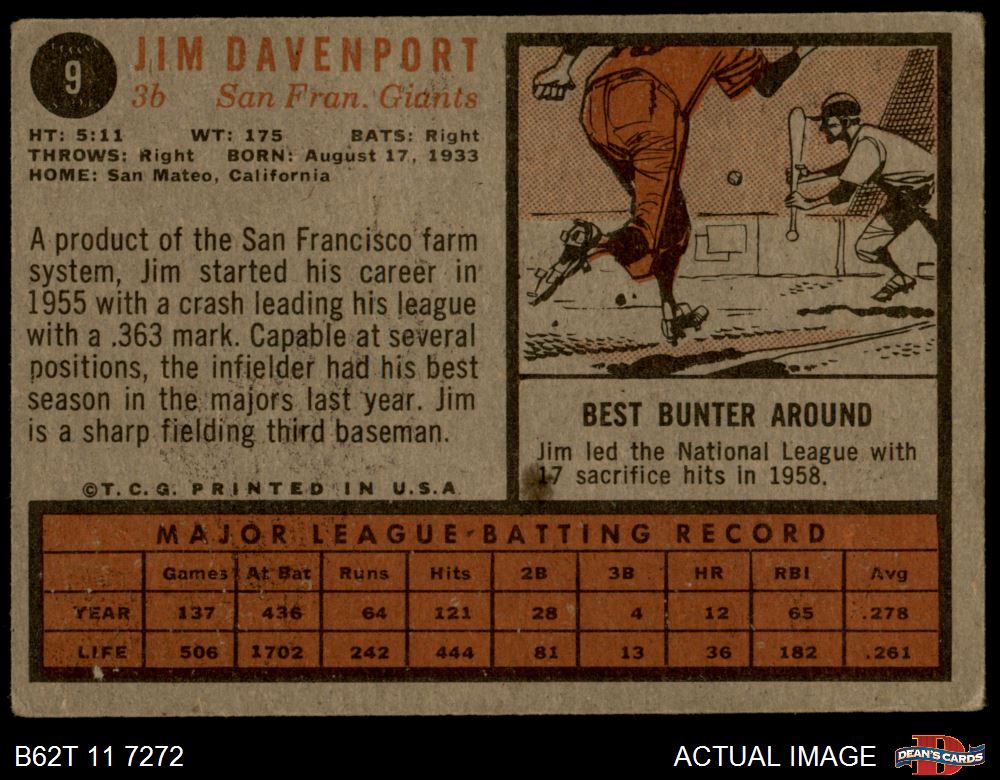 9
JIM DAVENPORT
3b San Fran. Giants
HT: 5:11 WT: 175 BATS: Right
THROWS: Right BORN: August 17, 1933
HOME: San Mateo, California
A product of the San Francisco farm
system, Jim started his career in
1955 with a crash leading his league
with a .363 mark. Capable at several
positions, the infielder had his best
season in the majors last year. Jim
is a sharp fielding third baseman.
©T.C.G. PRINTED IN U.S.A.
BEST BUNTER AROUND
Jim led the National League with
17 sacrifice hits in 1958.
MAJOR LEAGUE BATTING RECORD
Games At Bat Runs Hits 2B 3B HR RBI Avg
YEAR 137 436 64 121 28 4 12 65 .278
LIFE 506 1702 242 444 81 13 36 182 .261
B62T 11 7272
ACTUAL IMAGE
D
DEAN'S CARDS